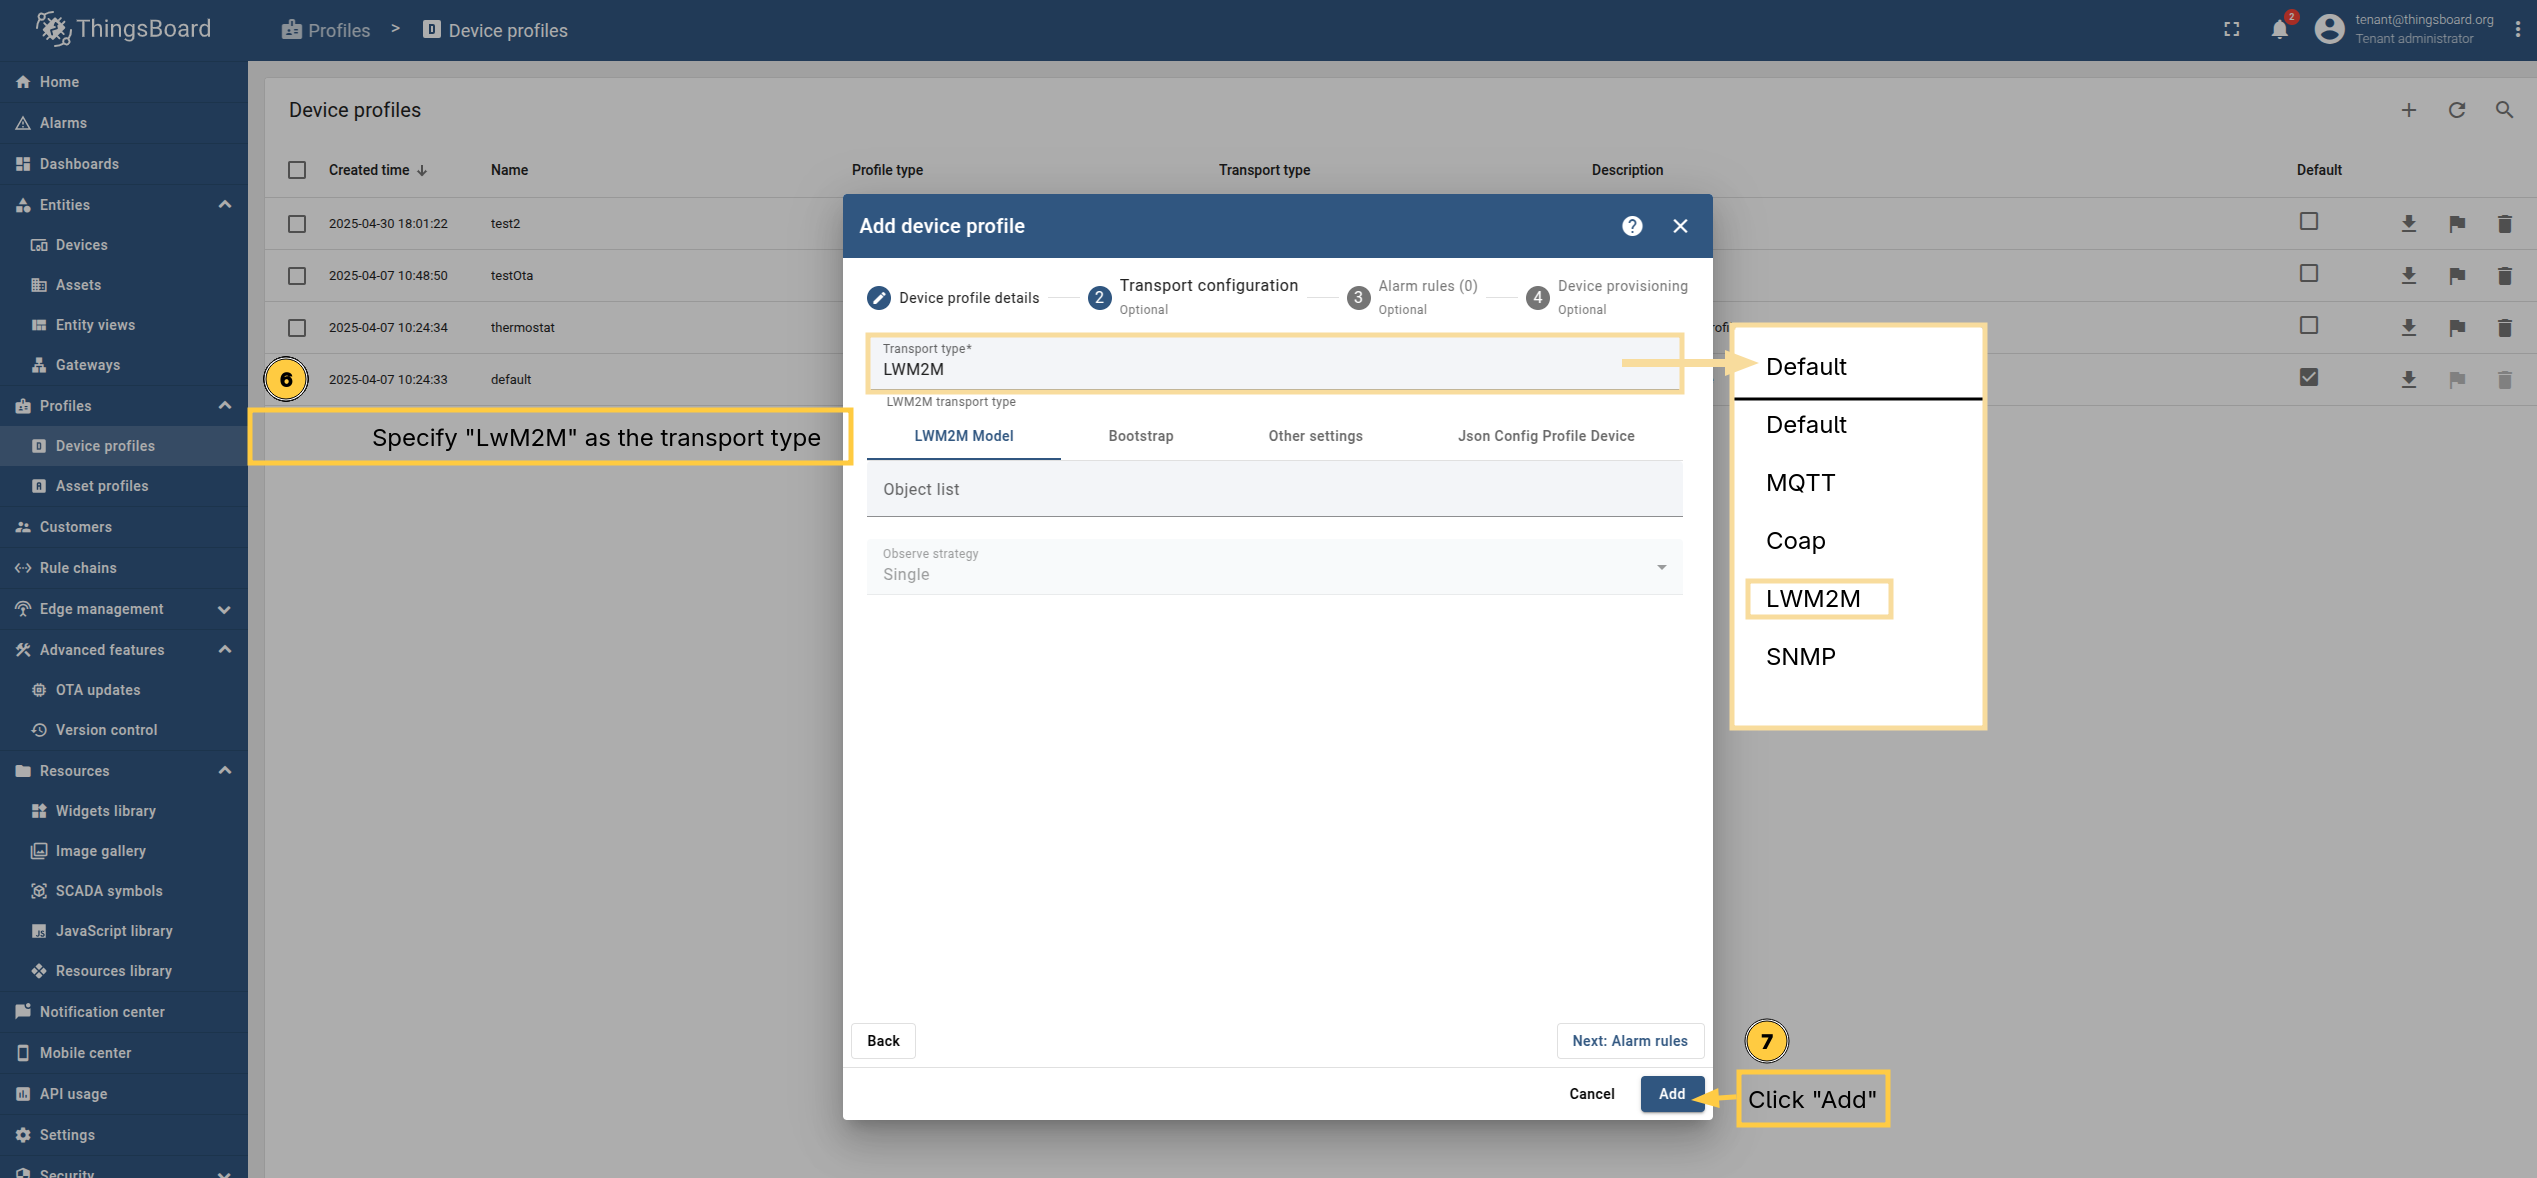 ThingsBoard
Profiles > D Device profiles
2
tenant@thingsboard.org
Tenant administrator
Home
Alarms
Dashboards
Entities
Devices
Assets
Entity views
Gateways
Profiles
D Device profiles
A Asset profiles
Customers
Rule chains
Edge management
Advanced features
OTA updates
Version control
Resources
Widgets library
Image gallery
SCADA symbols
JS JavaScript library
Resources library
Notification center
Mobile center
API usage
Settings
Security
Device profiles
Created time Name Profile type Transport type Description Default
2025-04-30 18:01:22 test2
2025-04-07 10:48:50 testOta
2025-04-07 10:24:34 thermostat
2025-04-07 10:24:33 default
6
Specify "LwM2M" as the transport type
Add device profile ?
Device profile details
2 Transport configuration
Optional
3 Alarm rules (0)
Optional
4 Device provisioning
Optional
Transport type*
LWM2M
LWM2M transport type
LWM2M Model Bootstrap Other settings Json Config Profile Device
Object list
Observe strategy
Single
Back
Next: Alarm rules
Cancel
Add
Default
Default
MQTT
Coap
LWM2M
SNMP
7
Click "Add"